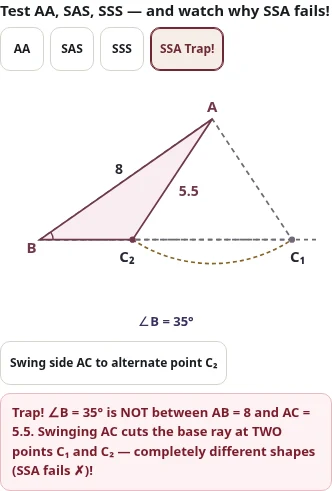 Test AA, SAS, SSS — and watch why SSA fails!
AA
SAS
SSS
SSA Trap!
A
8
5.5
B
C₂
C₁
∠B = 35°
Swing side AC to alternate point C₂
Trap! ∠B = 35° is NOT between AB = 8 and AC =
5.5. Swinging AC cuts the base ray at TWO
points C₁ and C₂ — completely different shapes
(SSA fails ✗)!